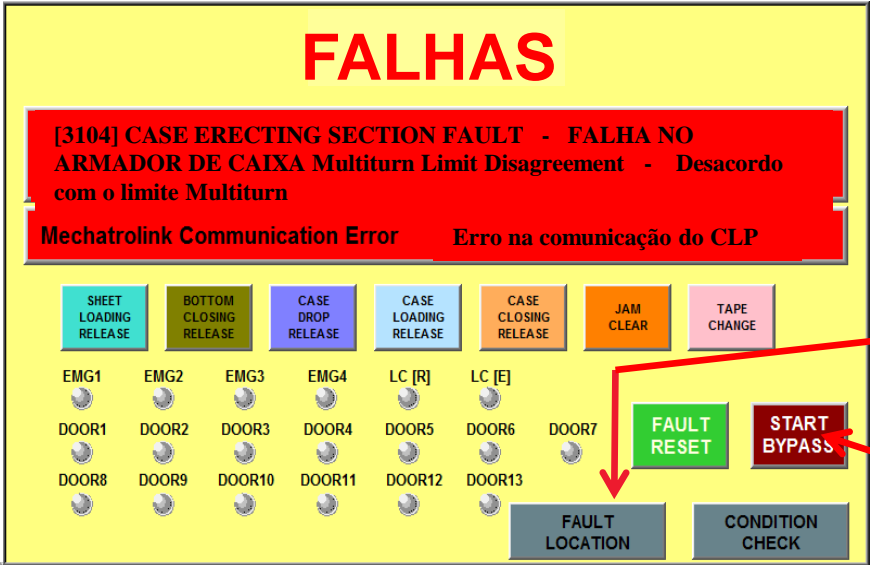 FALHAS
[3104] CASE ERECTING SECTION FAULT - FALHA NO
ARMADOR DE CAIXA Multiturn Limit Disagreement - Desacordo
com o limite Multiturn
Mechatrolink Communication Error Erro na comunicação do CLP
SHEET LOADING RELEASE
BOTTOM CLOSING RELEASE
CASE DROP RELEASE
CASE LOADING RELEASE
CASE CLOSING RELEASE
JAM CLEAR
TAPE CHANGE
EMG1 EMG2 EMG3 EMG4 LC [R] LC [E]
DOOR1 DOOR2 DOOR3 DOOR4 DOOR5 DOOR6 DOOR7
DOOR8 DOOR9 DOOR10 DOOR11 DOOR12 DOOR13
FAULT RESET
START BYPASS
FAULT LOCATION
CONDITION CHECK